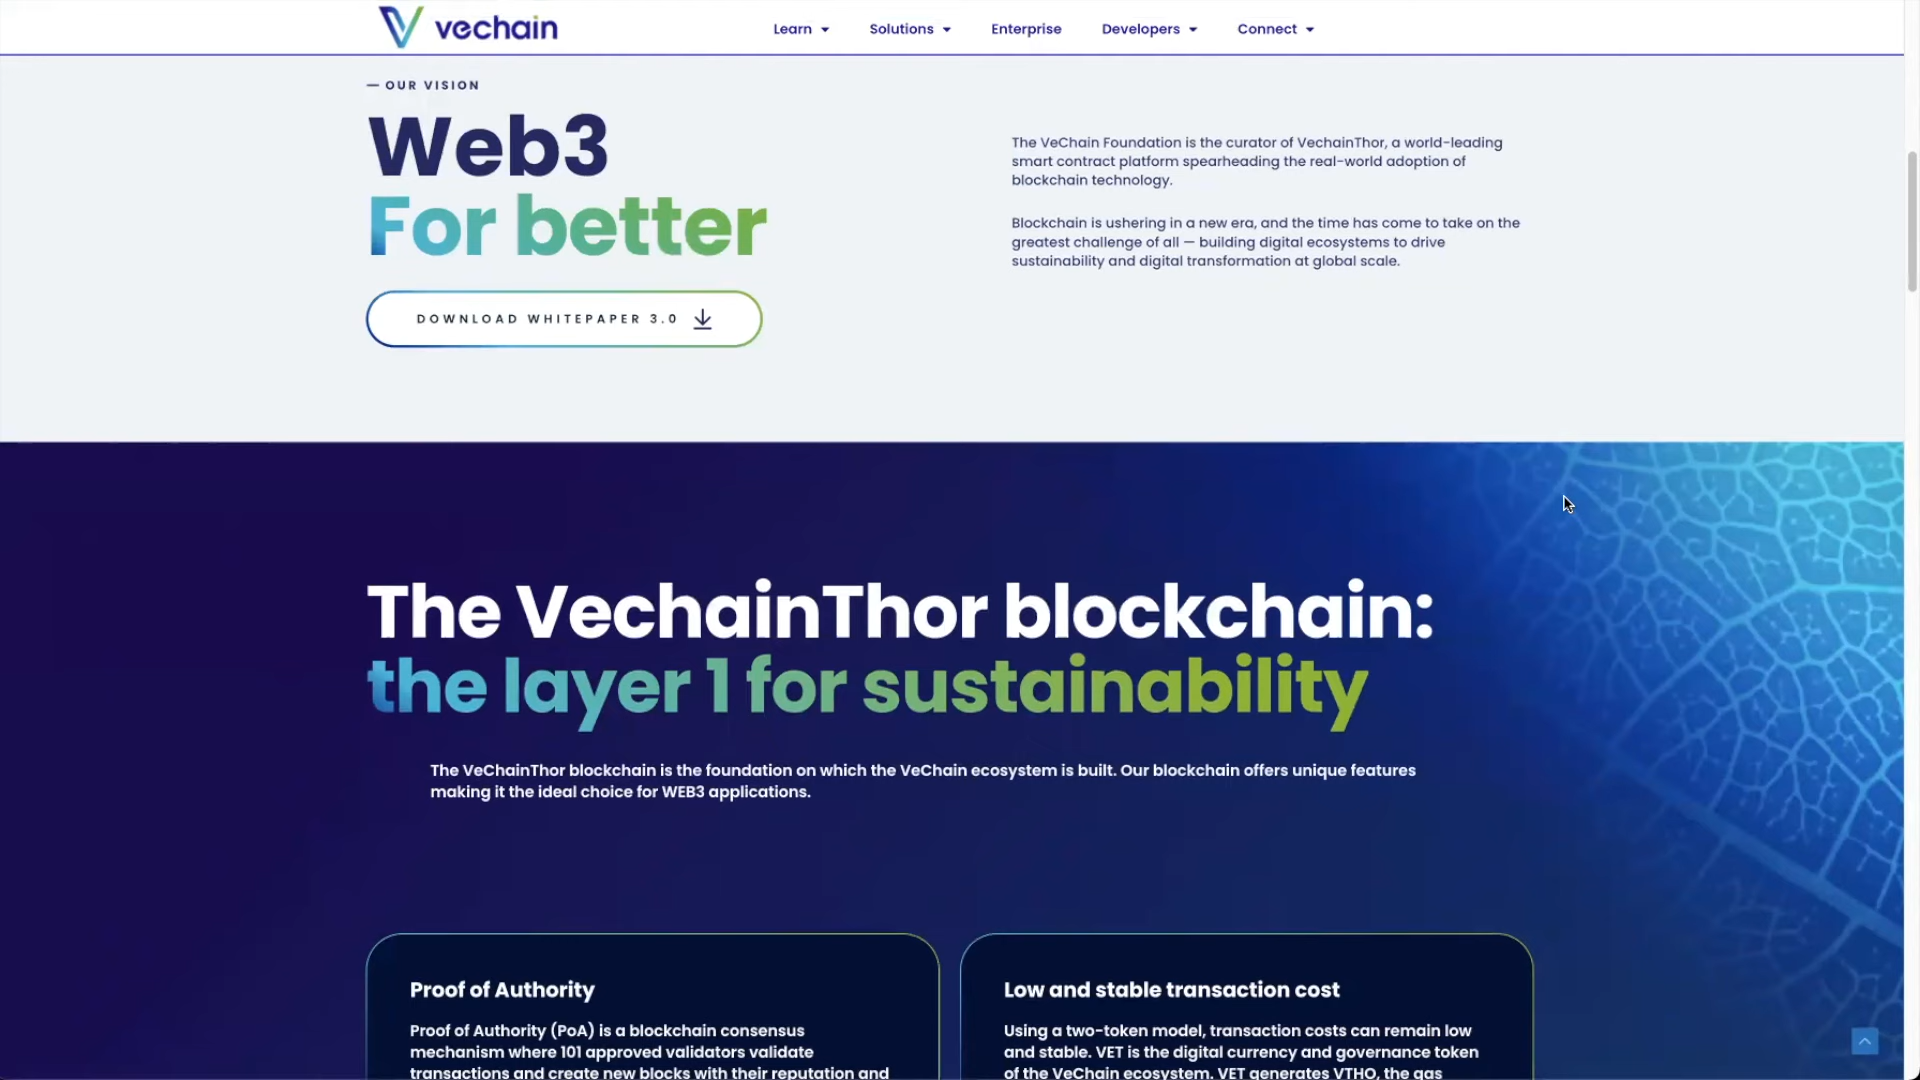 vechain
Learn
Solutions
Enterprise
Developers
Connect
— OUR VISION
Web3
For better
DOWNLOAD WHITEPAPER 3.0
The VeChain Foundation is the curator of VechainThor, a world-leading
smart contract platform spearheading the real-world adoption of
blockchain technology.
Blockchain is ushering in a new era, and the time has come to take on the
greatest challenge of all — building digital ecosystems to drive
sustainability and digital transformation at global scale.
The VechainThor blockchain:
the layer 1 for sustainability
The VeChainThor blockchain is the foundation on which the VeChain ecosystem is built. Our blockchain offers unique features
making it the ideal choice for WEB3 applications.
Proof of Authority
Proof of Authority (PoA) is a blockchain consensus
mechanism where 101 approved validators validate
transactions and create new blocks with their reputation and
Low and stable transaction cost
Using a two-token model, transaction costs can remain low
and stable. VET is the digital currency and governance token
of the VeChain ecosystem. VET generates VTHO, the gas